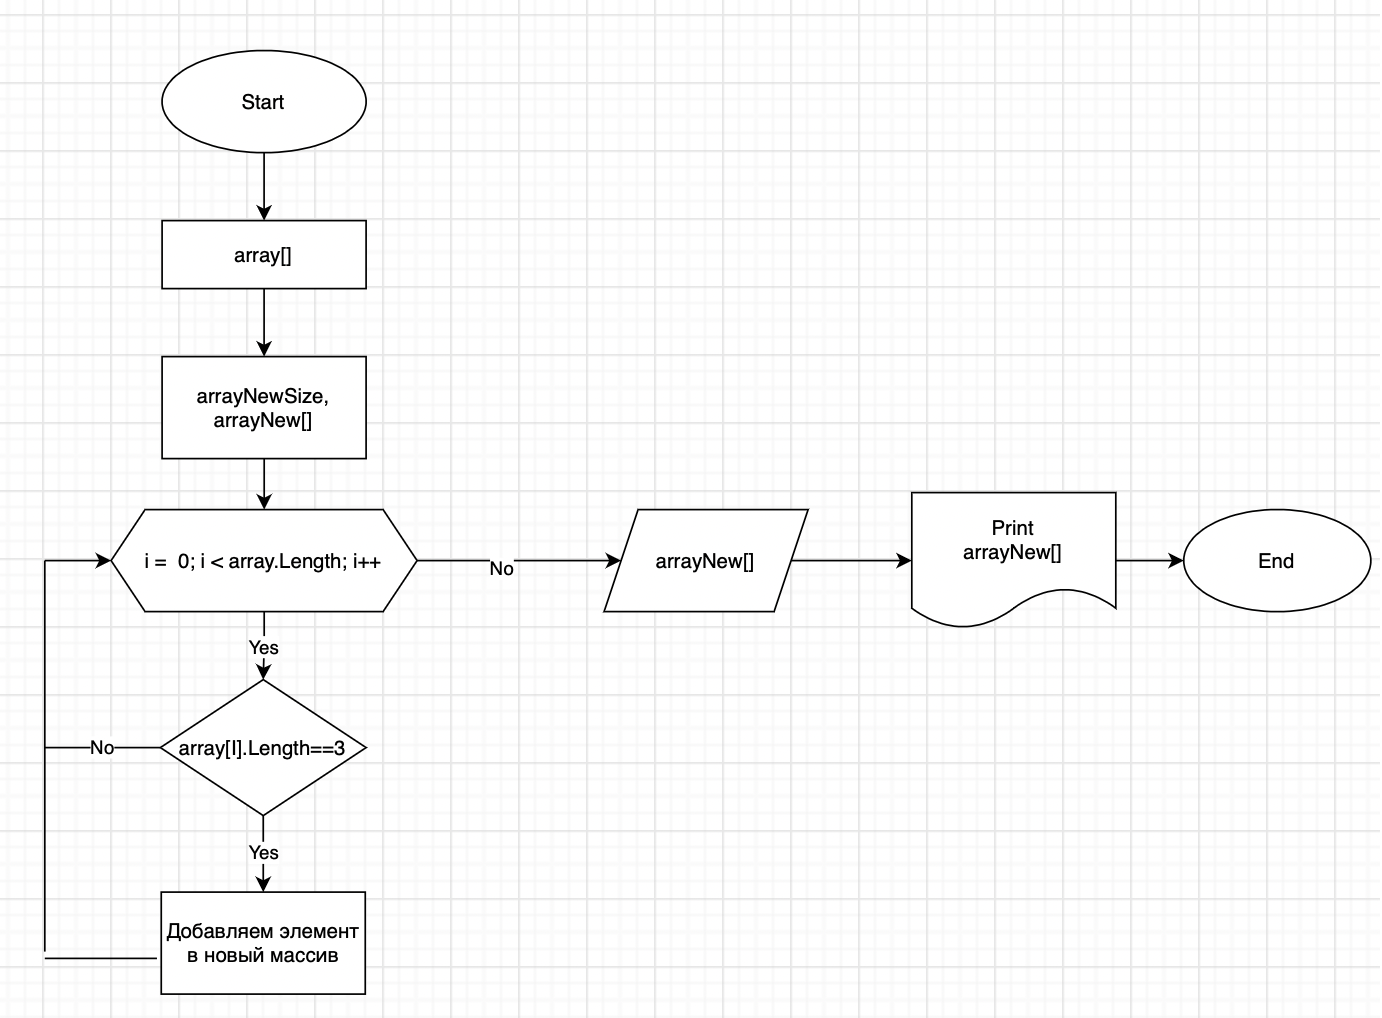 Start
array[]
arrayNewSize,
arrayNew[]
i = 0; i < array.Length; i++
No
arrayNew[]
Print
arrayNew[]
End
Yes
No
array[I].Length==3
Yes
Добавляем элемент
в новый массив